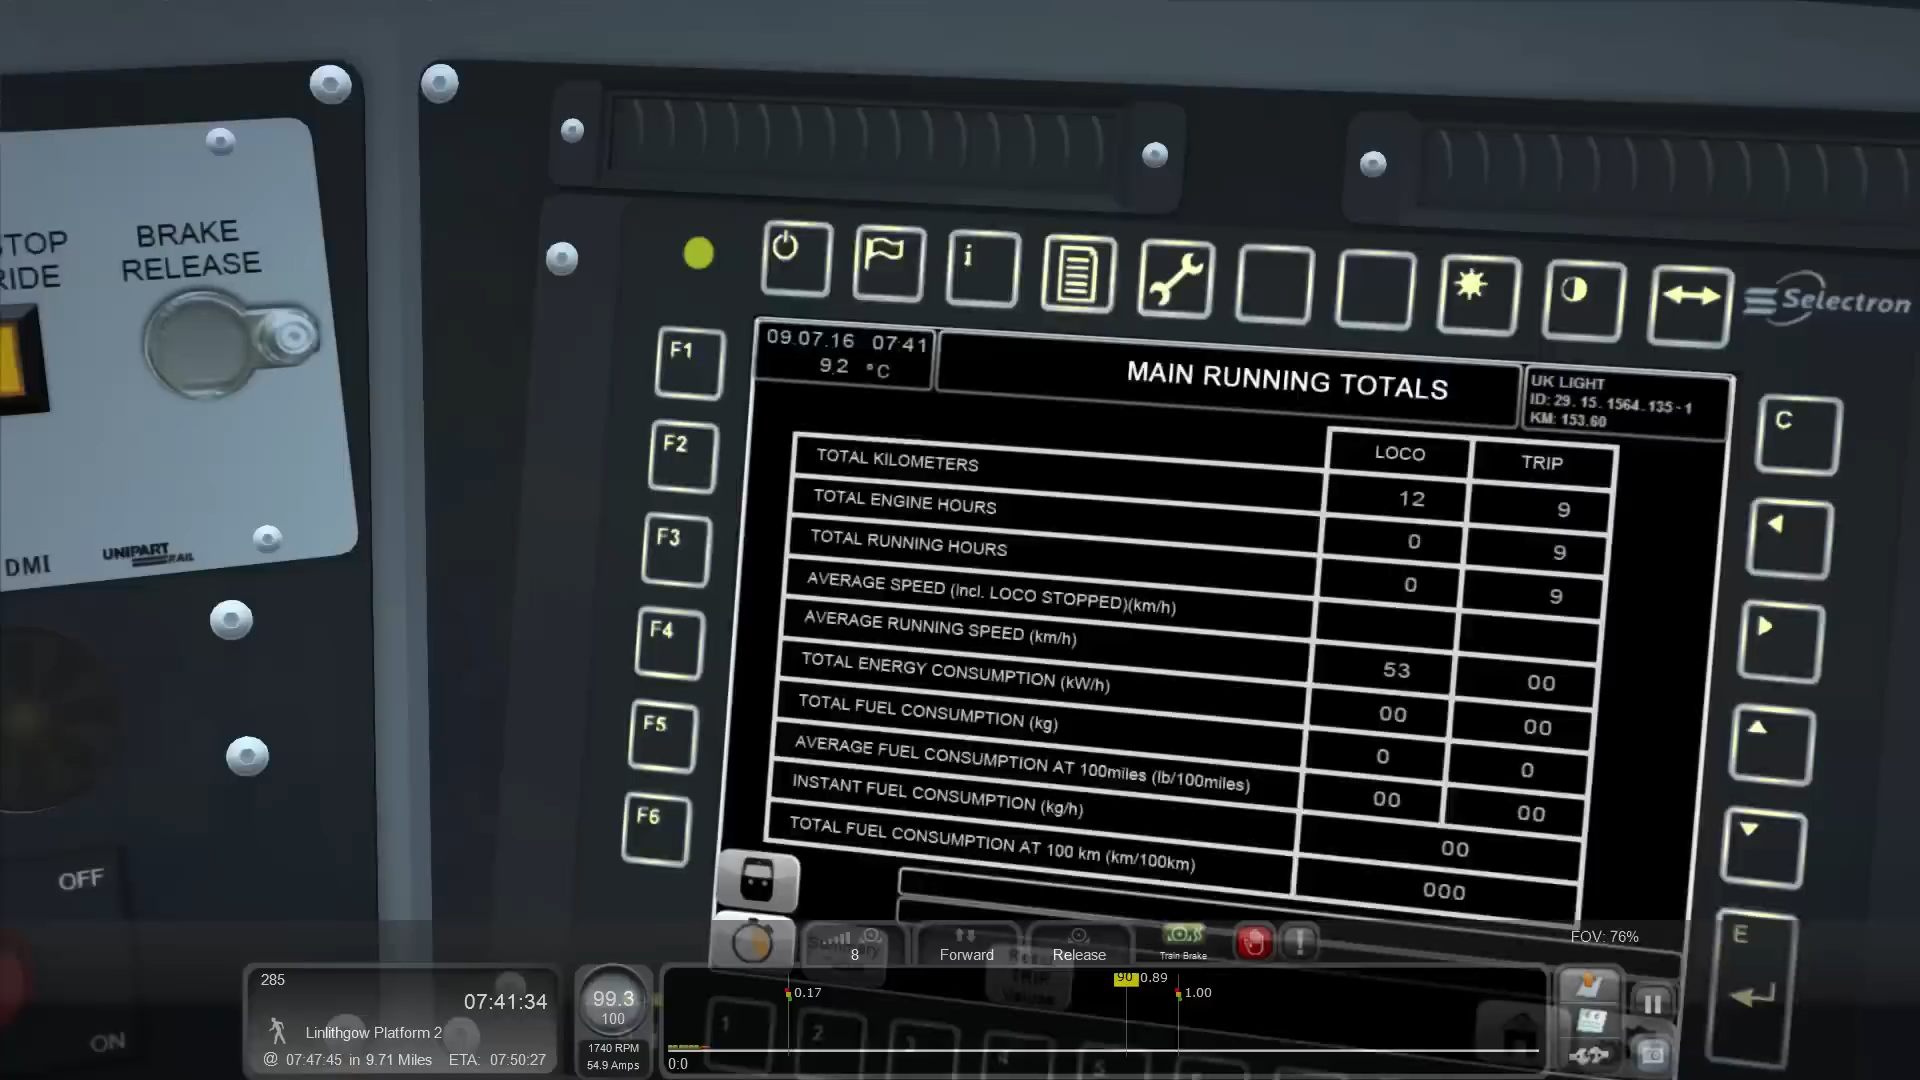 STOP
RIDE
BRAKE
RELEASE
DMI
UNIPART
RAIL
OFF
ON
i
Selectron
F1
F2
F3
F4
F5
F6
C
E
09.07.16 07:41
9.2 °C
MAIN RUNNING TOTALS
UK LIGHT
ID: 29. 15. 1564. 135 - 1
KM: 153.60
LOCO TRIP
TOTAL KILOMETERS 12 9
TOTAL ENGINE HOURS 0 9
TOTAL RUNNING HOURS 0 9
AVERAGE SPEED (incl. LOCO STOPPED)(km/h)
AVERAGE RUNNING SPEED (km/h) 53 00
TOTAL ENERGY CONSUMPTION (kW/h) 00 00
TOTAL FUEL CONSUMPTION (kg) 0 0
AVERAGE FUEL CONSUMPTION AT 100miles (lb/100miles) 00 00
INSTANT FUEL CONSUMPTION (kg/h) 00
TOTAL FUEL CONSUMPTION AT 100 km (km/100km) 000
FOV: 76%
8
Forward
Release
Train Brake
285
07:41:34
Linlithgow Platform 2
@ 07:47:45 in 9.71 Miles ETA: 07:50:27
99.3
100
1740 RPM
54.9 Amps
0.17
90 0.89
1.00
0:0
TRIP
1
2
3
4
5